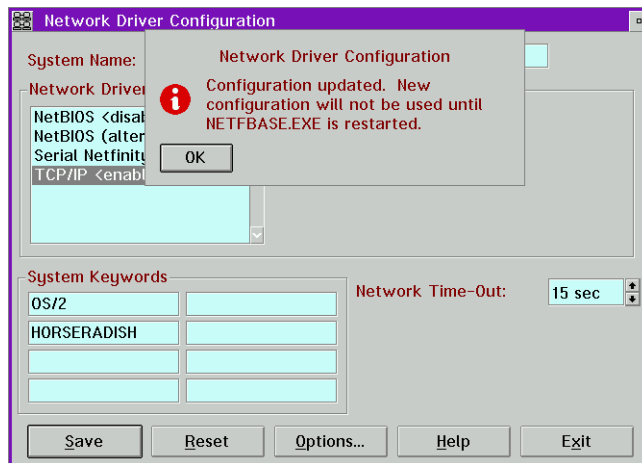 Network Driver Configuration
System Name:
Network Driver Configuration
Configuration updated. New
configuration will not be used until
NETFBASE.EXE is restarted.
OK
Network Driver
NetBIOS <disab
NetBIOS (alter
Serial Netfinity
TCP/IP <enabl
System Keywords
OS/2
HORSERADISH
Network Time-Out:
15 sec
Save
Reset
Options...
Help
Exit